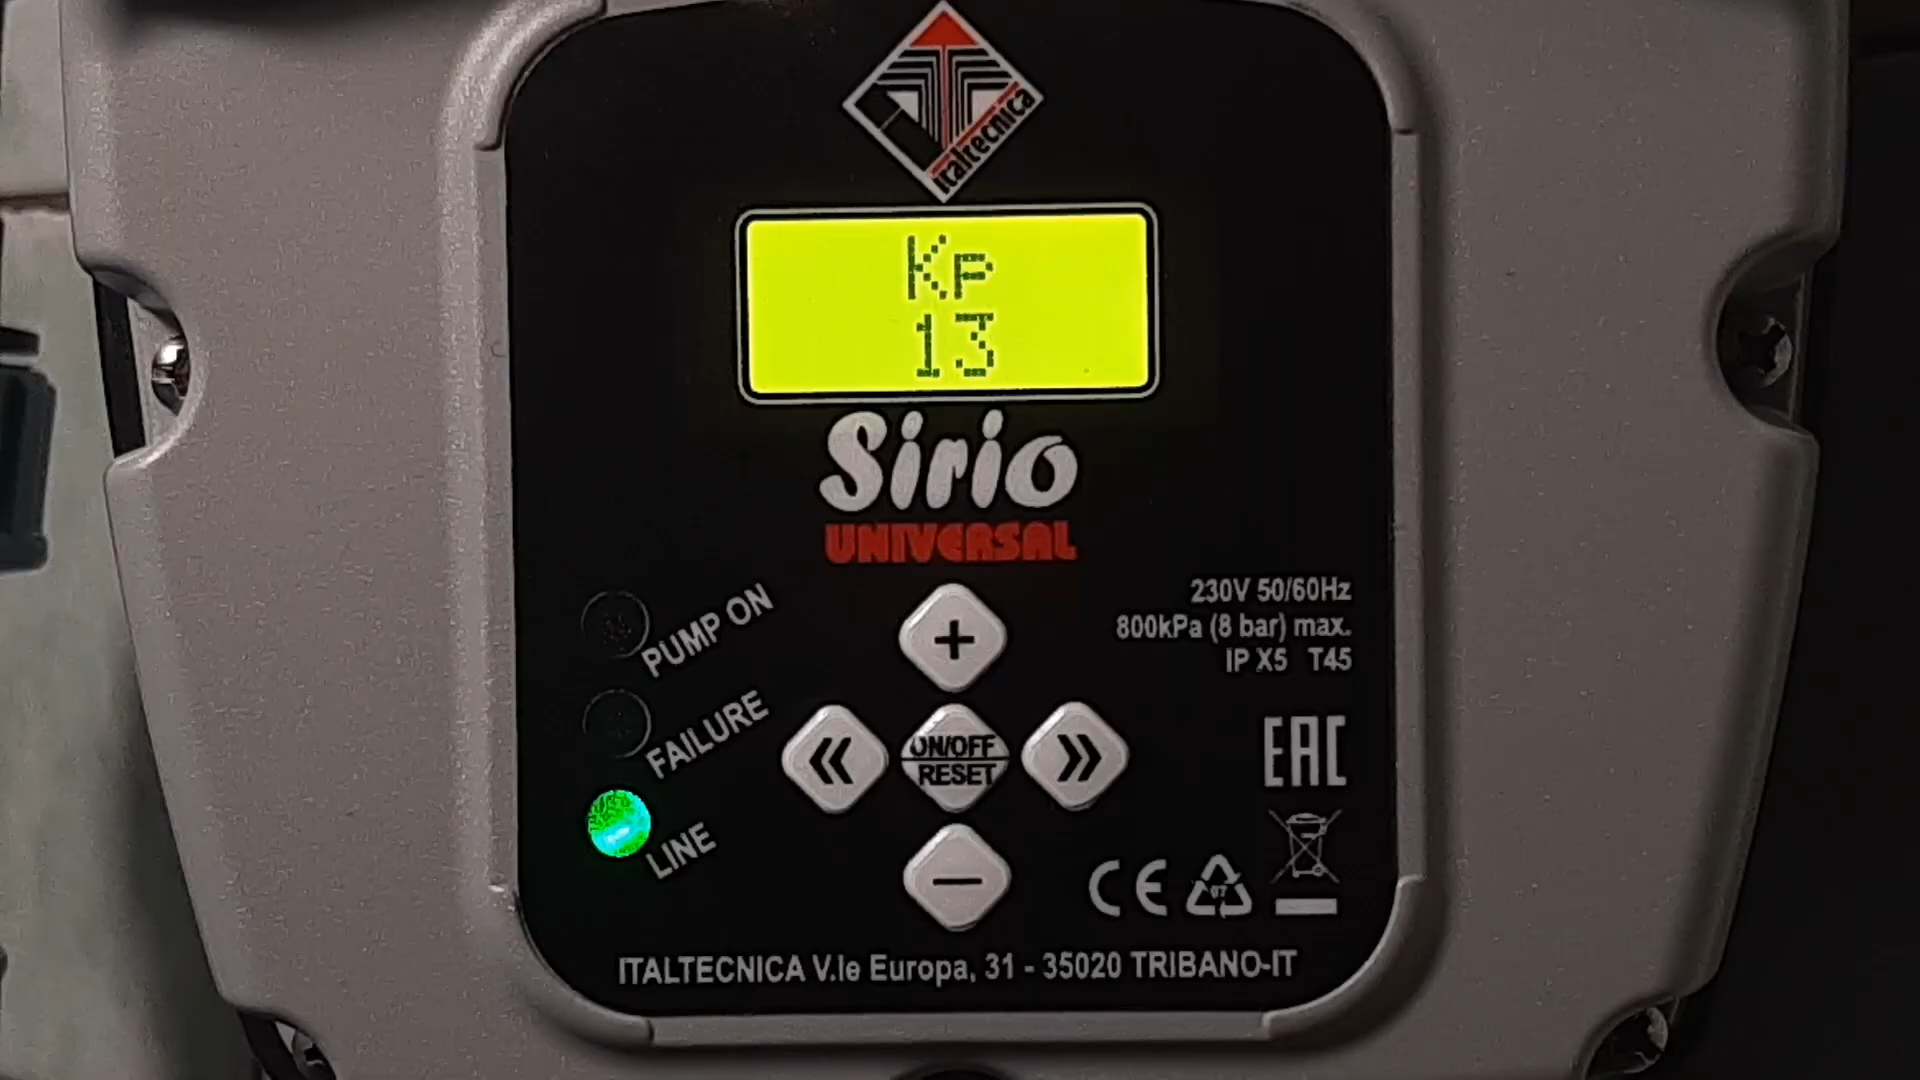 italtecnica
Kp
13
Sirio
UNIVERSAL
PUMP ON
FAILURE
LINE
+
«
ON/OFF
RESET
»
−
230V 50/60Hz
800kPa (8 bar) max.
IP X5 T45
EAC
CE
07
ITALTECNICA V.le Europa, 31 - 35020 TRIBANO-IT